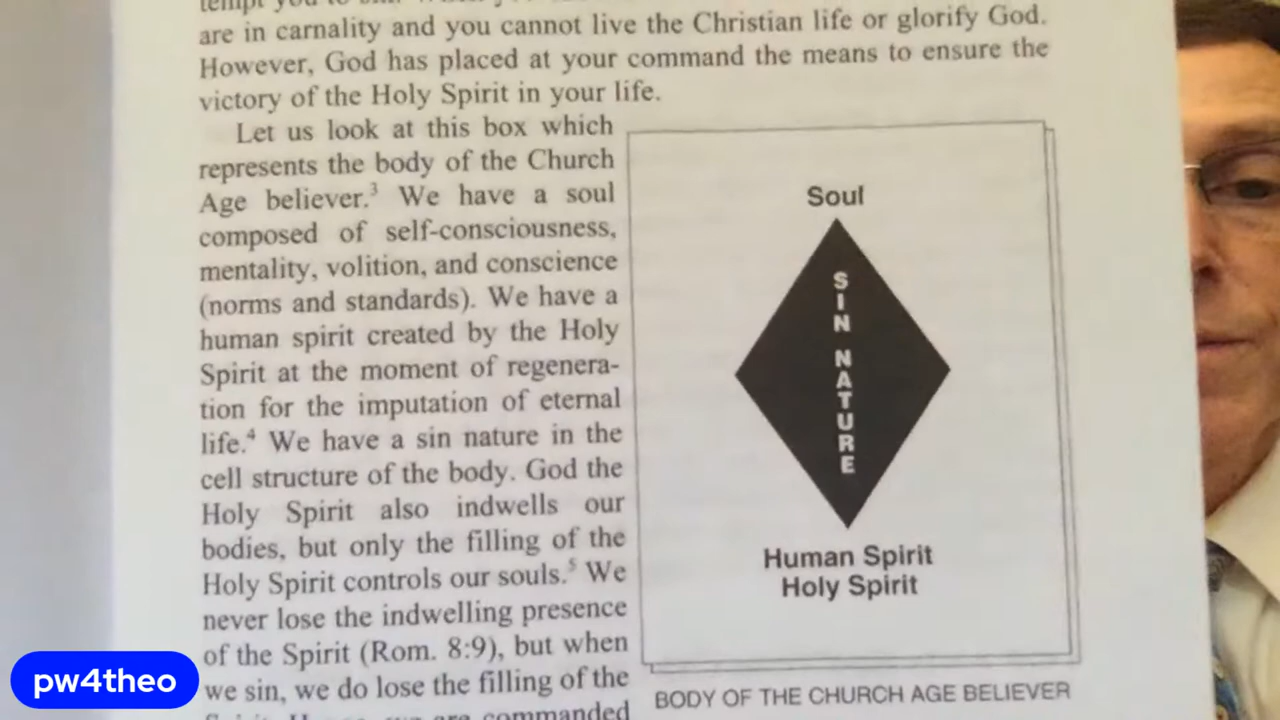 are in carnality and you cannot live the Christian life or glorify God.
However, God has placed at your command the means to ensure the
victory of the Holy Spirit in your life.
Let us look at this box which
represents the body of the Church
Age believer.³ We have a soul
composed of self-consciousness,
mentality, volition, and conscience
(norms and standards). We have a
human spirit created by the Holy
Spirit at the moment of regenera-
tion for the imputation of eternal
life.⁴ We have a sin nature in the
cell structure of the body. God the
Holy Spirit also indwells our
bodies, but only the filling of the
Holy Spirit controls our souls.⁵ We
never lose the indwelling presence
of the Spirit (Rom. 8:9), but when
we sin, we do lose the filling of the
commanded
Soul
SIN NATURE
Human Spirit
Holy Spirit
BODY OF THE CHURCH AGE BELIEVER
pw4theo